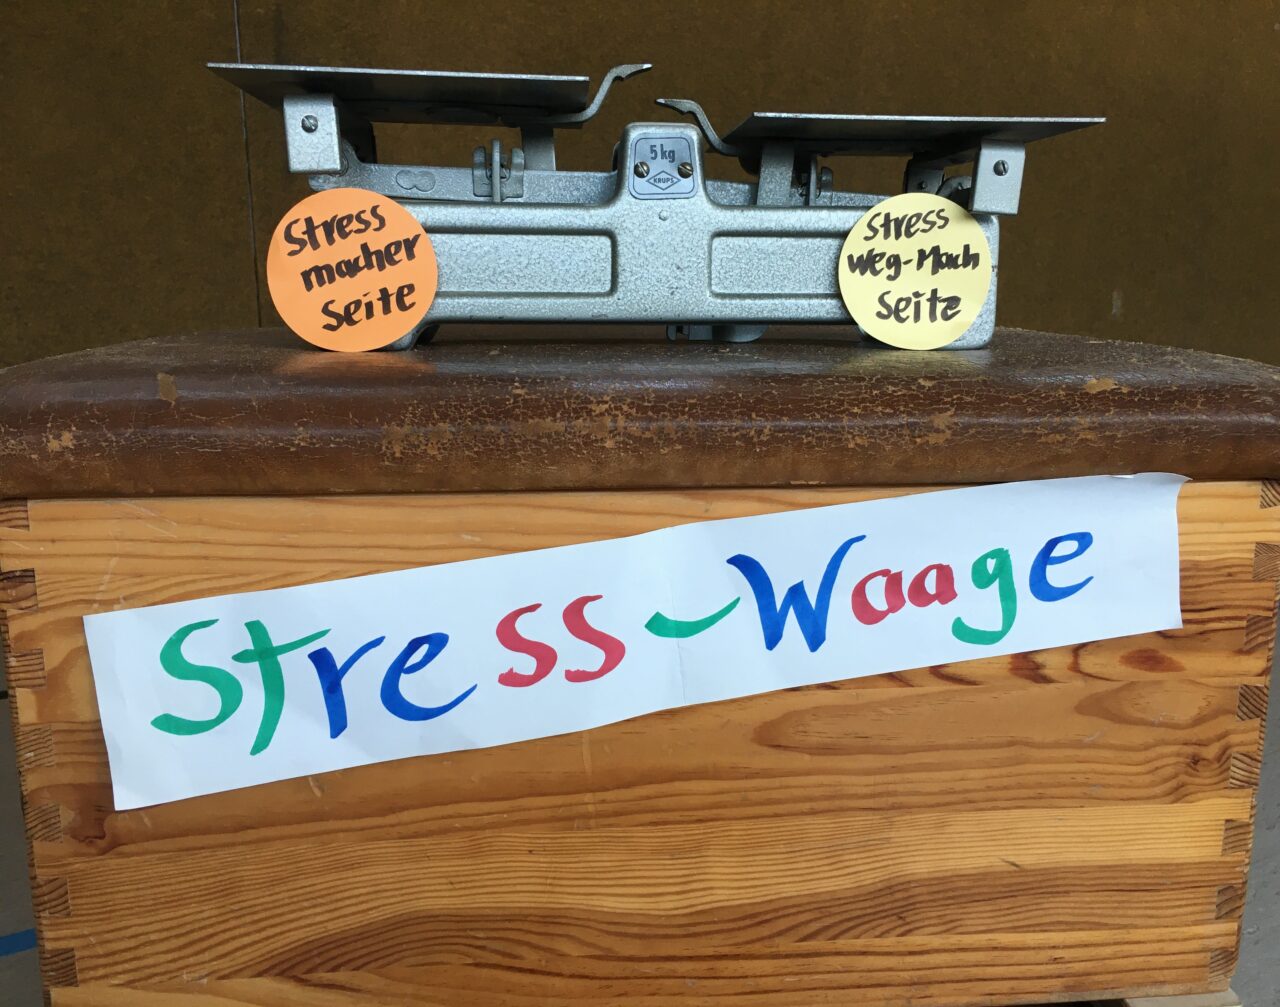 5 kg
KRUPS
Stress
macher
Seite
Stress
Weg-Mach
Seite
Stress-Waage